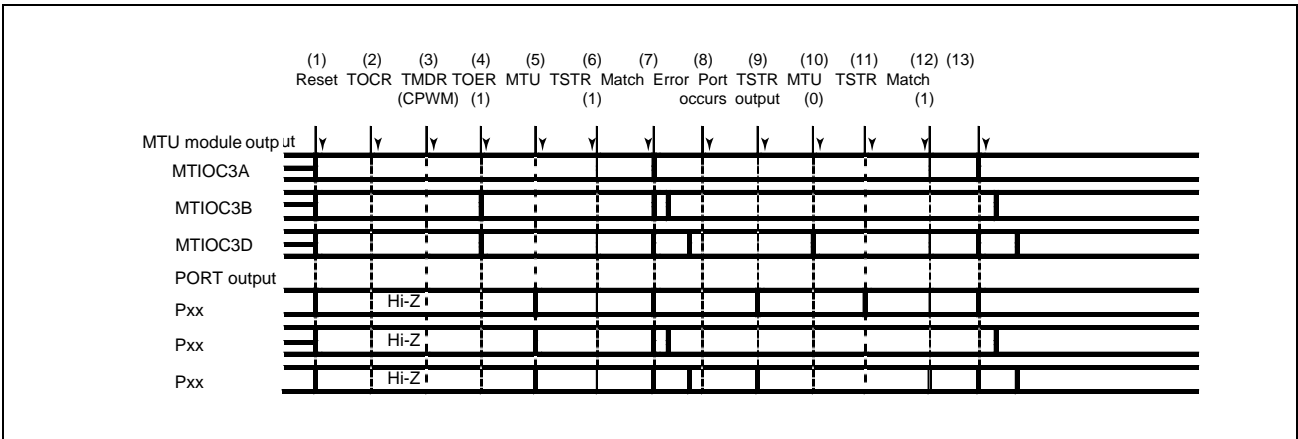 (1) (2) (3) (4) (5) (6) (7) (8) (9) (10) (11) (12) (13)
Reset TOCR TMDR TOER MTU TSTR Match Error Port TSTR MTU TSTR Match
(CPWM) (1) (1) occurs output (0) (1)
MTU module output
MTIOC3A
MTIOC3B
MTIOC3D
PORT output
Pxx Hi-Z
Pxx Hi-Z
Pxx Hi-Z